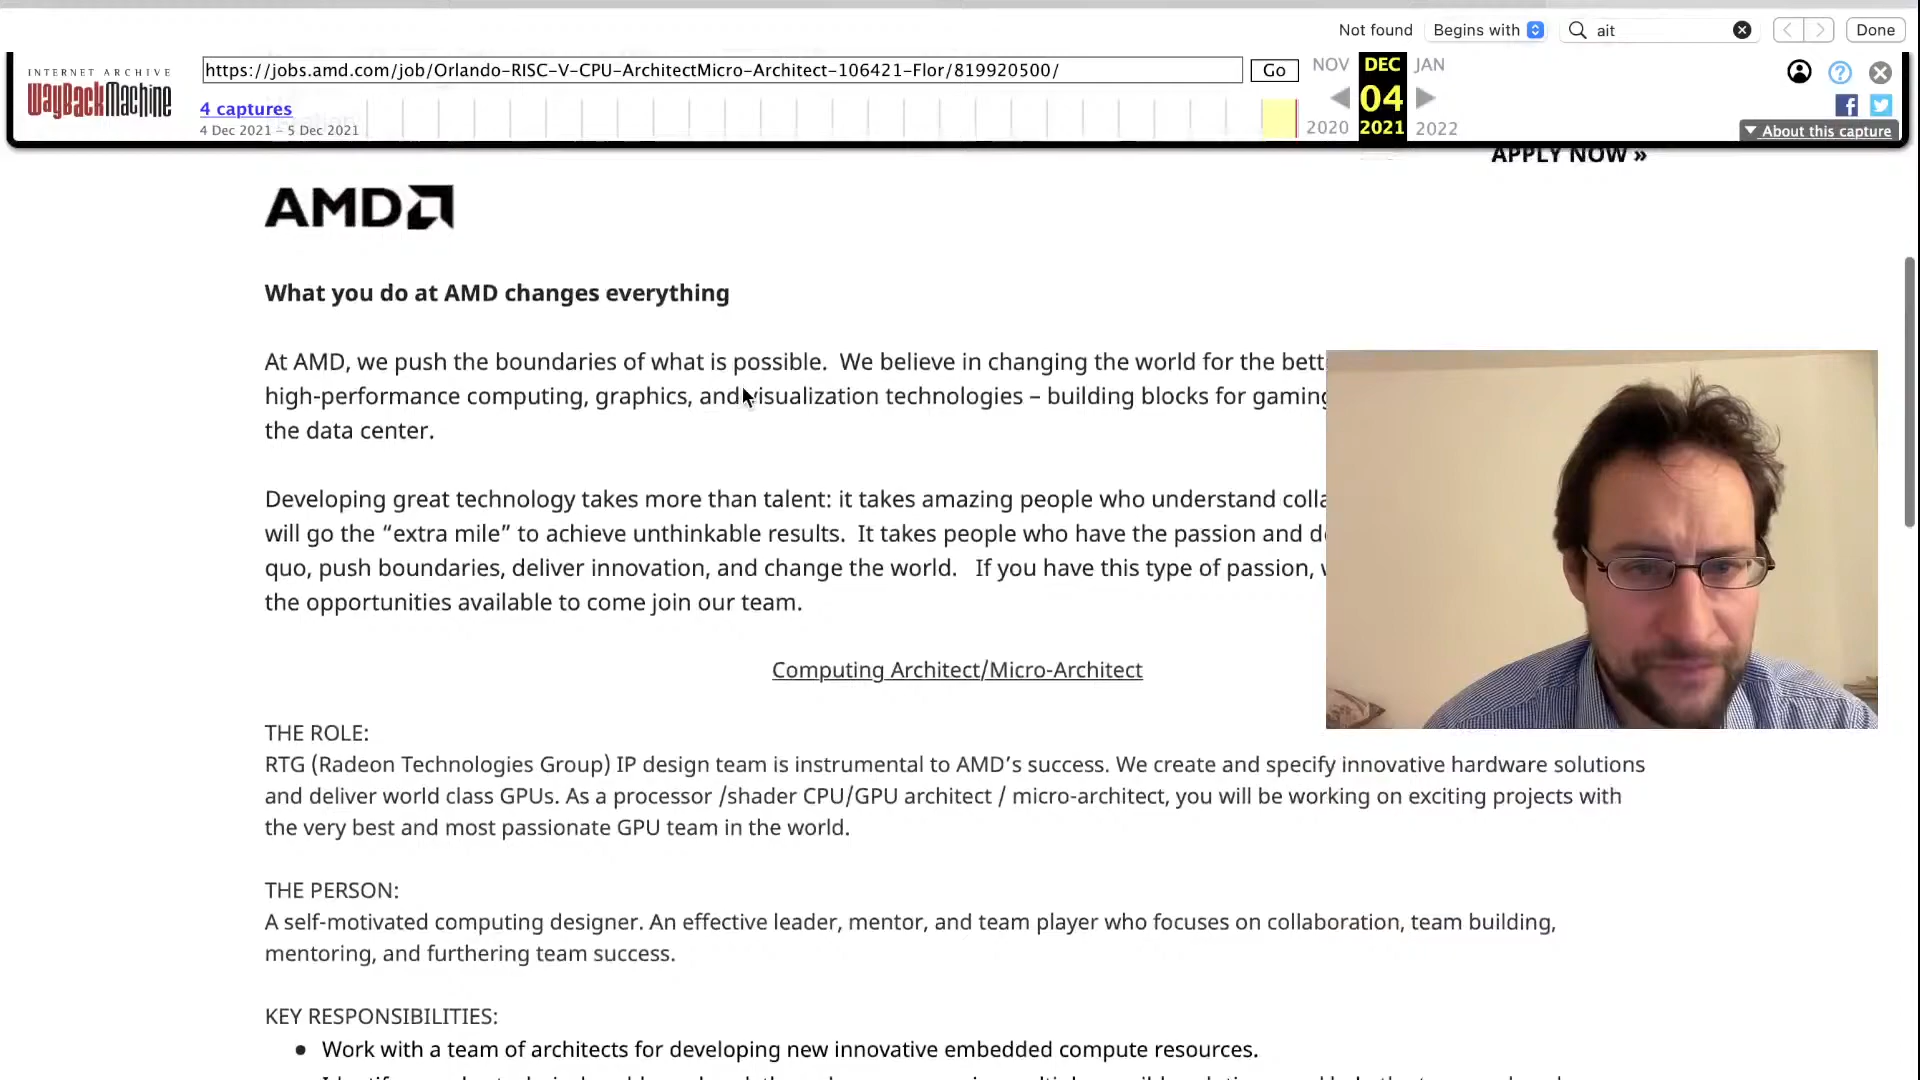 Not found Begins with ait Done
INTERNET ARCHIVE
WayBackMachine
https://jobs.amd.com/job/Orlando-RISC-V-CPU-ArchitectMicro-Architect-106421-Flor/819920500/ Go
NOV DEC JAN
04
2020 2021 2022
4 captures
4 Dec 2021 – 5 Dec 2021
f
About this capture
APPLY NOW »
AMD
What you do at AMD changes everything
At AMD, we push the boundaries of what is possible. We believe in changing the world for the
high-performance computing, graphics, and visualization technologies – building blocks for gaming
the data center.
Developing great technology takes more than talent: it takes amazing people who understand
will go the “extra mile” to achieve unthinkable results. It takes people who have the passion and
quo, push boundaries, deliver innovation, and change the world. If you have this type of passion,
the opportunities available to come join our team.
Computing Architect/Micro-Architect
THE ROLE:
RTG (Radeon Technologies Group) IP design team is instrumental to AMD’s success. We create and specify innovative hardware solutions
and deliver world class GPUs. As a processor /shader CPU/GPU architect / micro-architect, you will be working on exciting projects with
the very best and most passionate GPU team in the world.
THE PERSON:
A self-motivated computing designer. An effective leader, mentor, and team player who focuses on collaboration, team building,
mentoring, and furthering team success.
KEY RESPONSIBILITIES:
Work with a team of architects for developing new innovative embedded compute resources.